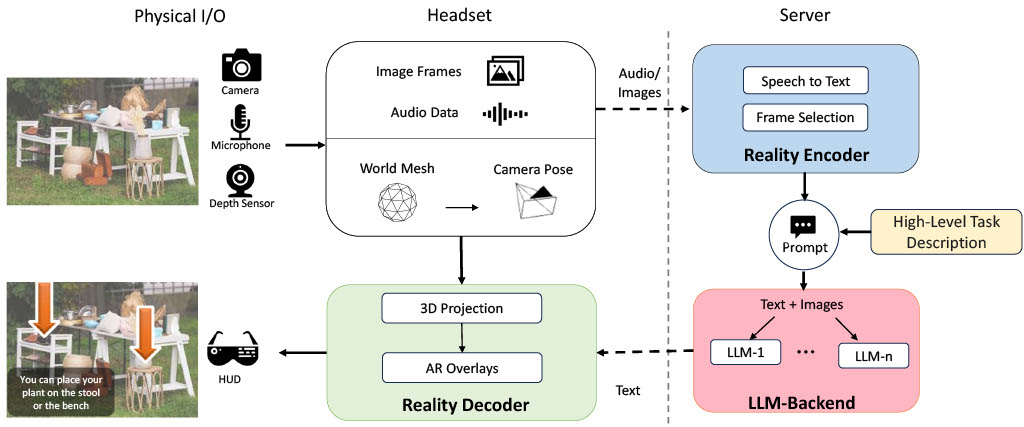 Physical I/O
Headset
Server
Camera
Microphone
Depth Sensor
Image Frames
Audio Data
World Mesh
Camera Pose
Audio/
Images
Speech to Text
Frame Selection
Reality Encoder
Prompt
High-Level Task
Description
Text + Images
LLM-1
...
LLM-n
LLM-Backend
Text
3D Projection
AR Overlays
Reality Decoder
HUD
You can place your
plant on the stool
or the bench